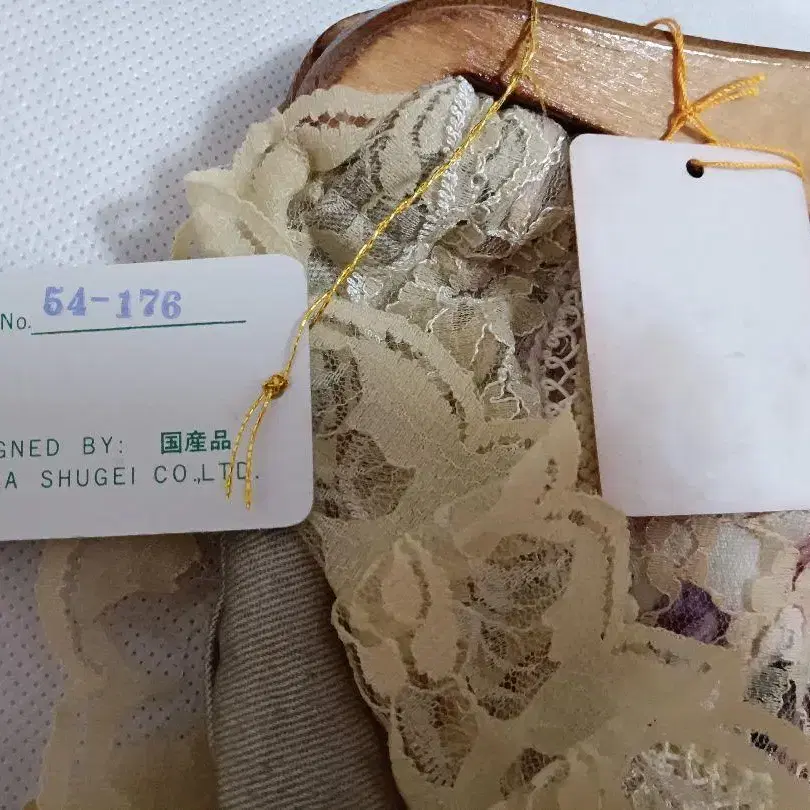 No. 54-176
GNED BY: 国産品
A SHUGEI CO.,LTD.